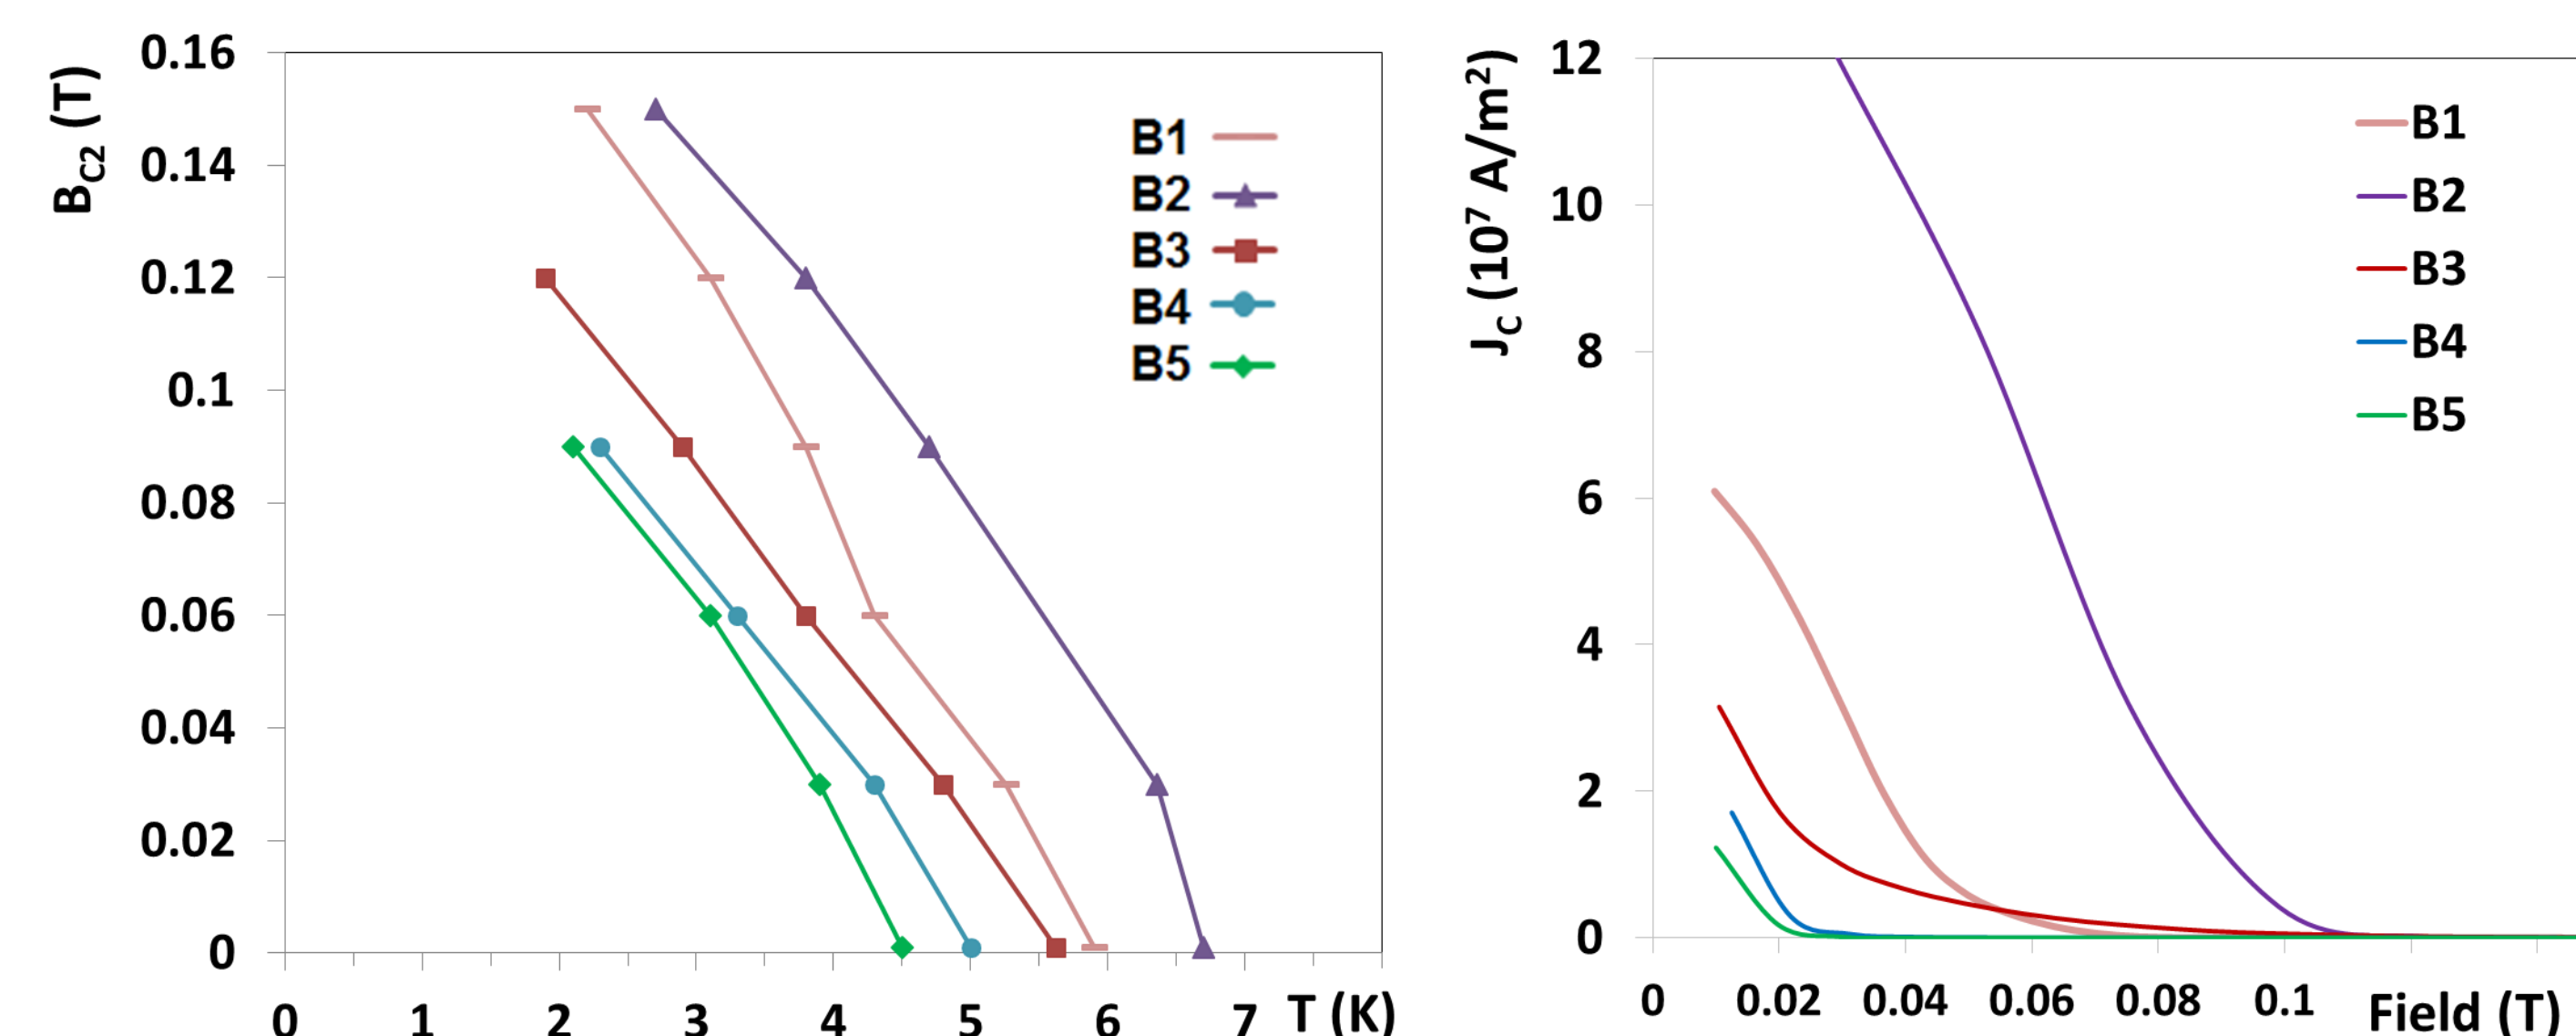 B_C2 (T)
0.16
0.14
0.12
0.1
0.08
0.06
0.04
0.02
0
0 1 2 3 4 5 6 7 T (K)
B1
B2
B3
B4
B5
J_C (10^7 A/m^2)
12
10
8
6
4
2
0
0 0.02 0.04 0.06 0.08 0.1 Field (T)
B1
B2
B3
B4
B5